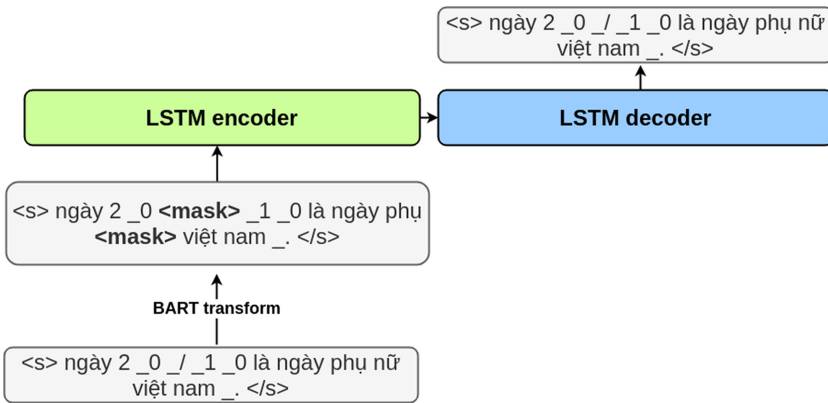 <s> ngày 2 _0 _/ _1 _0 là ngày phụ nữ
việt nam _. </s>
LSTM encoder
LSTM decoder
<s> ngày 2 _0 <mask> _1 _0 là ngày phụ
<mask> việt nam _. </s>
BART transform
<s> ngày 2 _0 _/ _1 _0 là ngày phụ nữ
việt nam _. </s>